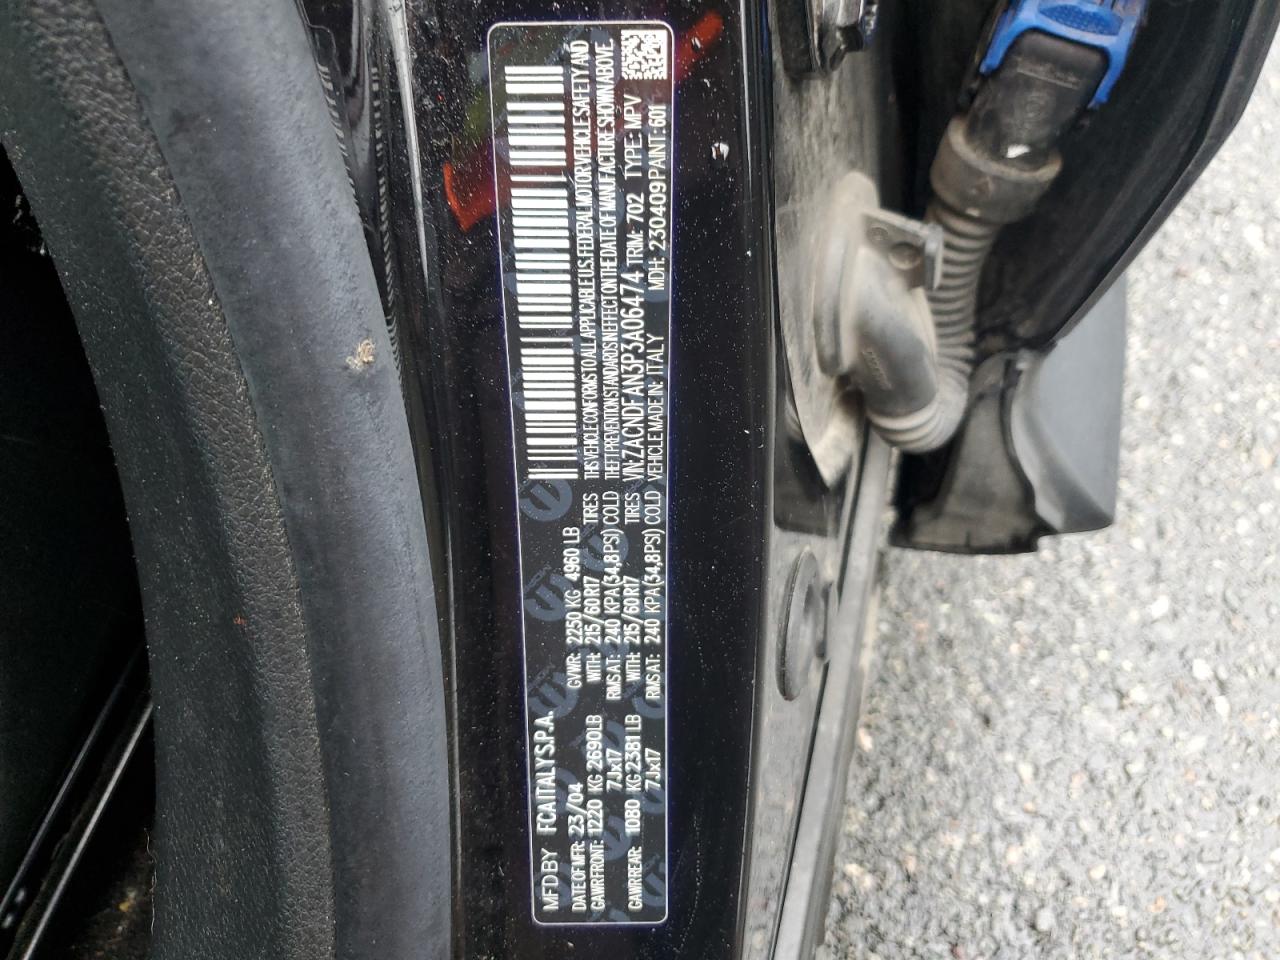 MFD BY FCA ITALY S.P.A.
DATE OF MFR: 23/04 GVWR: 2250 KG 4960 LB
GAWR FRONT: 1220 KG 2690LB WITH: 215/60R17 TIRES
7Jx17 RMS AT: 240 KPA(34,8PSI) COLD
GAWR REAR: 1080 KG 2381 LB WITH: 215/60R17 TIRES
7Jx17 RMS AT: 240 KPA(34,8PSI) COLD
THIS VEHICLE CONFORMS TO ALL APPLICABLE U.S. FEDERAL MOTOR VEHICLE SAFETY AND
THEFT PREVENTION STANDARDS IN EFFECT ON THE DATE OF MANUFACTURE SHOWN ABOVE
VIN: ZACNDFAN3P3A06474 TRIM: 702 TYPE: MPV
VEHICLE MADE IN: ITALY MDH: 230409 PAINT: 601